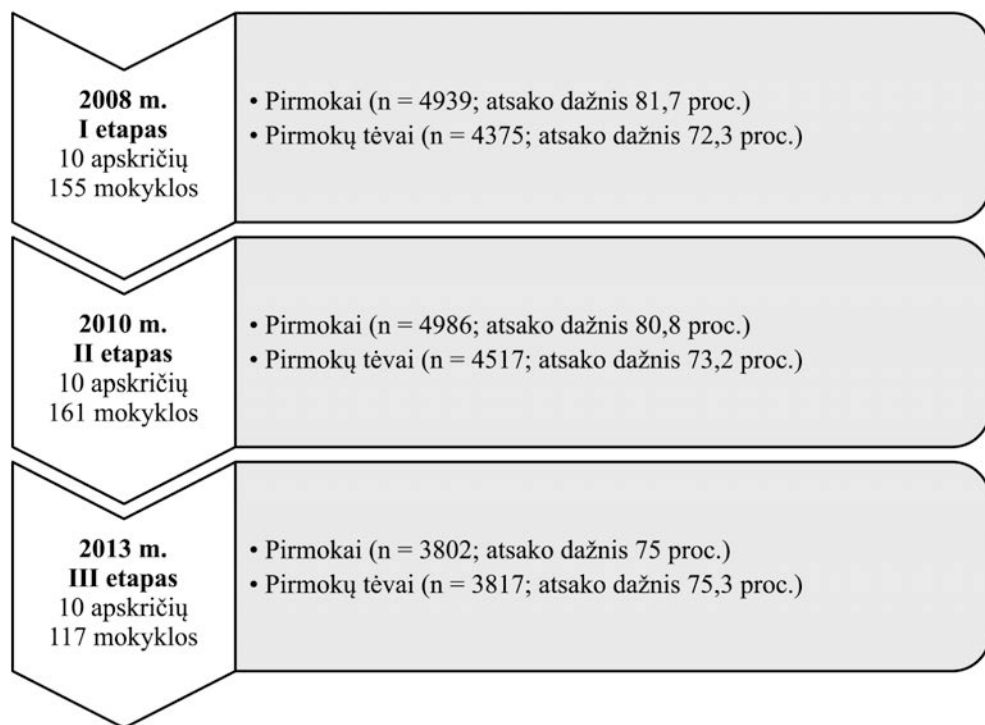 2008 m.
I etapas
10 apskričių
155 mokyklos
• Pirmokai (n = 4939; atsako dažnis 81,7 proc.)
• Pirmokų tėvai (n = 4375; atsako dažnis 72,3 proc.)
2010 m.
II etapas
10 apskričių
161 mokyklos
• Pirmokai (n = 4986; atsako dažnis 80,8 proc.)
• Pirmokų tėvai (n = 4517; atsako dažnis 73,2 proc.)
2013 m.
III etapas
10 apskričių
117 mokyklos
• Pirmokai (n = 3802; atsako dažnis 75 proc.)
• Pirmokų tėvai (n = 3817; atsako dažnis 75,3 proc.)